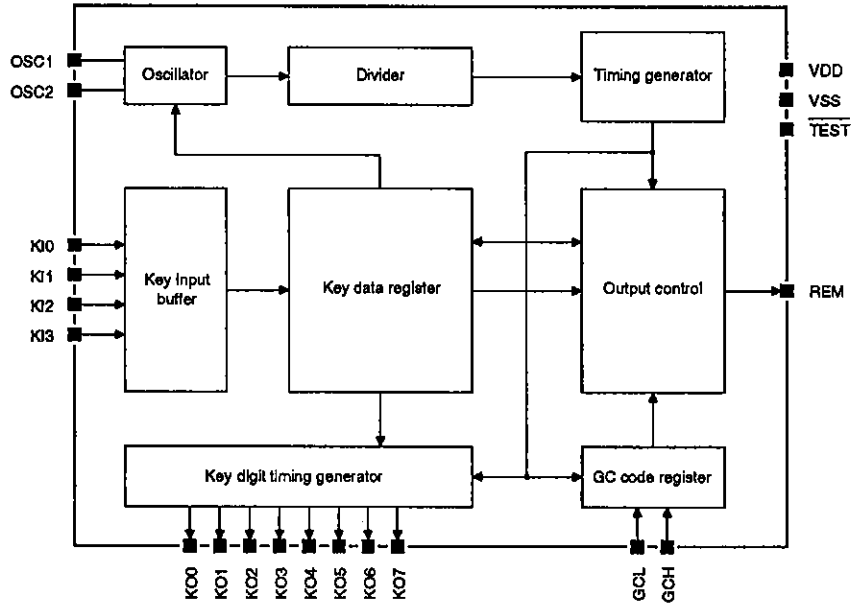 OSC1
OSC2
Oscillator
Divider
Timing generator
VDD
VSS
TEST
KI0
KI1
KI2
KI3
Key Input
buffer
Key data register
Output control
REM
Key digit timing generator
GC code register
KO0
KO1
KO2
KO3
KO4
KO5
KO6
KO7
GCL
GCH